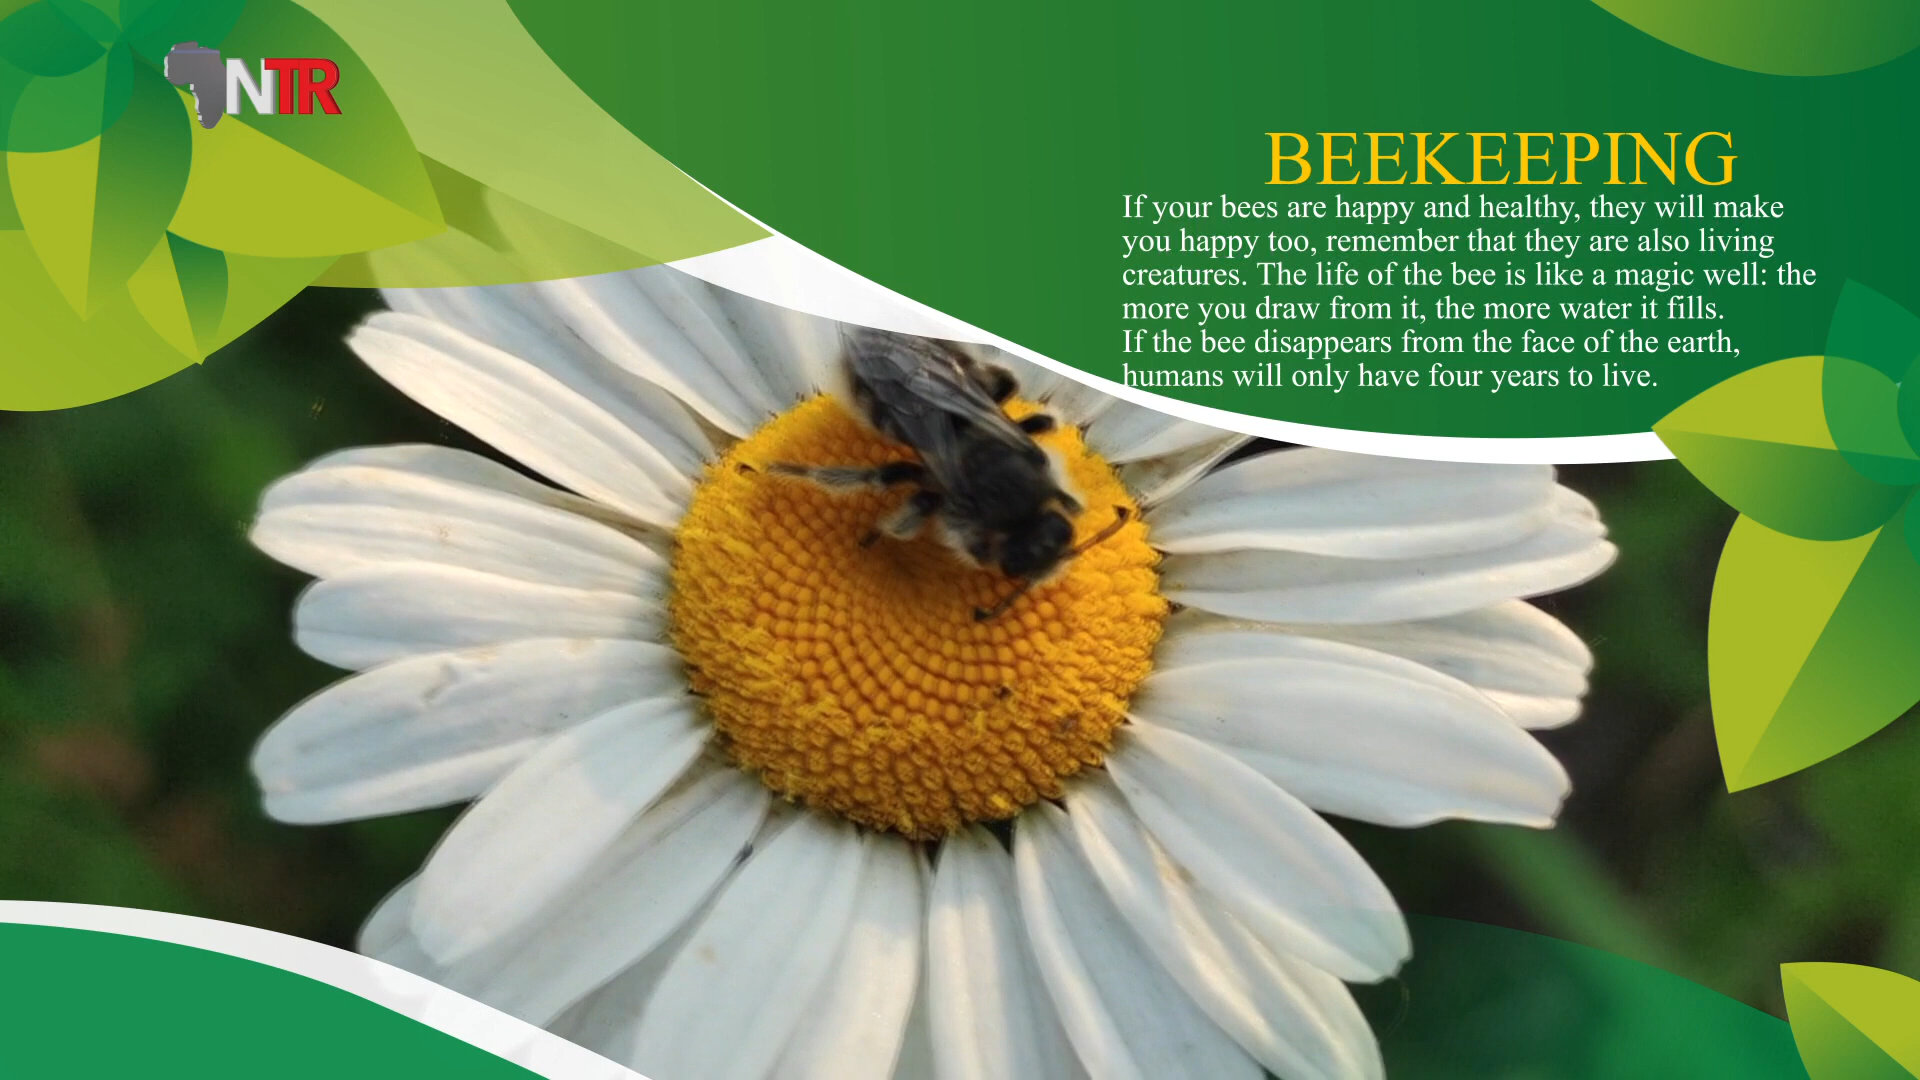 NTR
BEEKEEPING
If your bees are happy and healthy, they will make
you happy too, remember that they are also living
creatures. The life of the bee is like a magic well: the
more you draw from it, the more water it fills.
If the bee disappears from the face of the earth,
humans will only have four years to live.